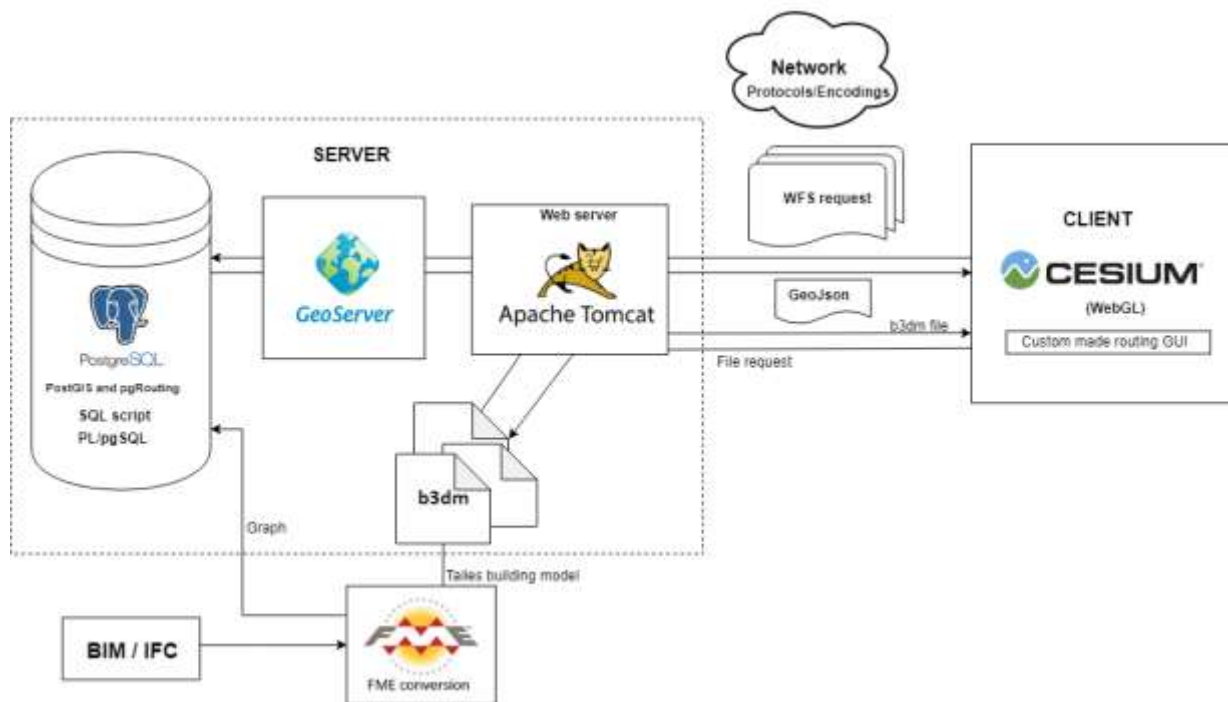 Network
Protocols/Encodings
SERVER
WFS request
Web server
CLIENT
CESIUM
GeoServer
Apache Tomcat
GeoJson
(WebGL)
b3dm file
Custom made routing GUI
File request
PostgreSQL
PostGIS and pgRouting
SQL script
PL/pgSQL
b3dm
Graph
Tailes building model
BIM / IFC
FME
FME conversion